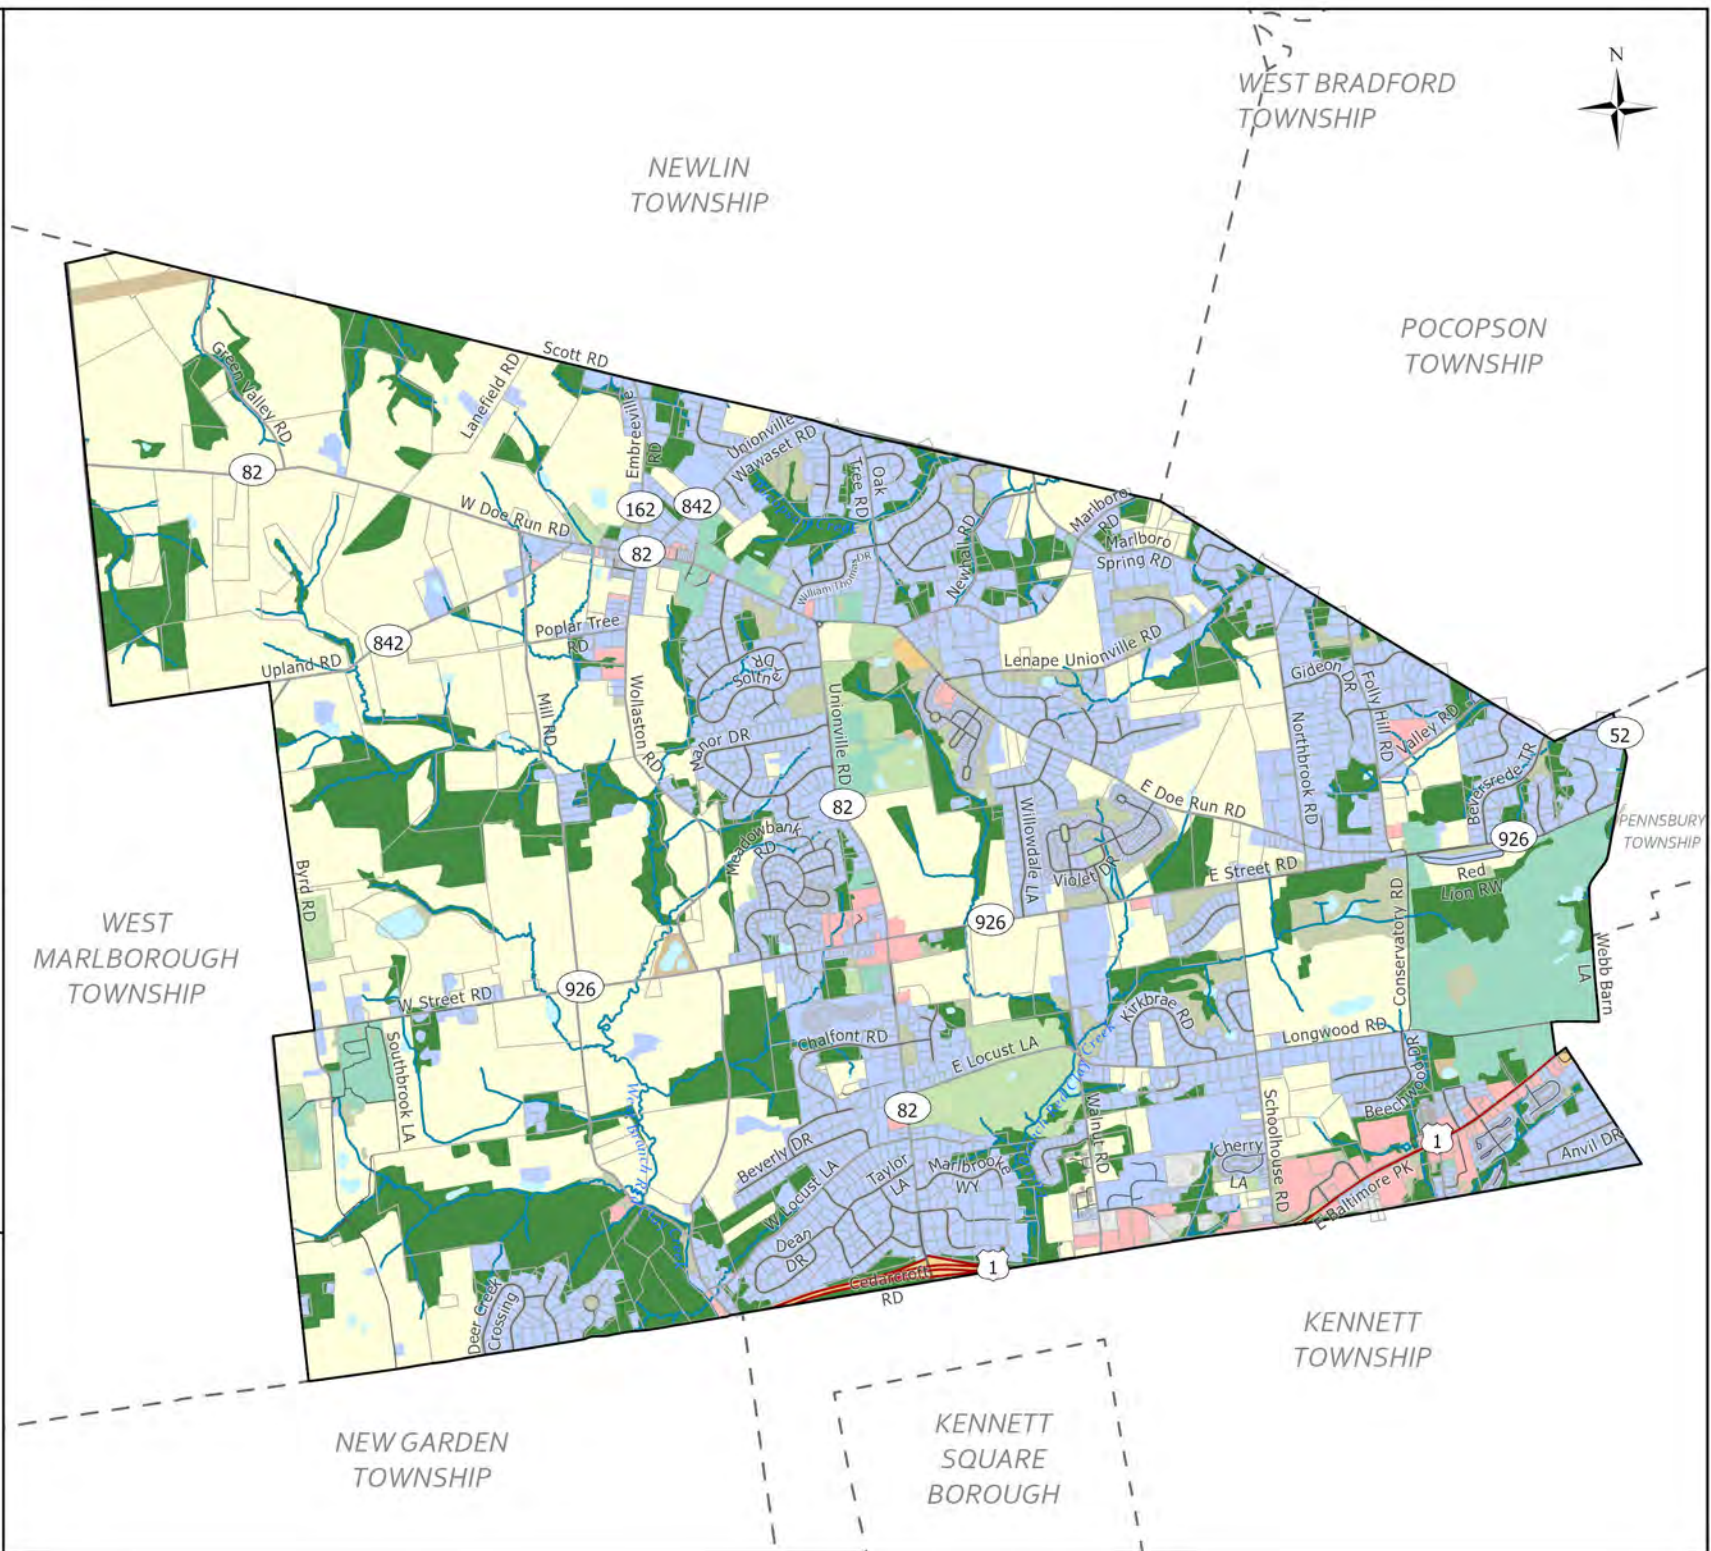 N
WEST BRADFORD
TOWNSHIP
NEWLIN
TOWNSHIP
POCOPSON
TOWNSHIP
Scott RD
Green Valley RD
Lanefield RD
Embreeville
RD
Unionville
Wawaset RD
Oak
Tree RD
82
W Doe Run RD
162
842
82
Marlboro
RD
Marlboro
Spring RD
Newhall RD
William Thomas DR
842
Upland RD
Poplar Tree
RD
Lenape Unionville RD
Soltner
DR
Gideon DR
Folly Hill RD
Valley RD
Mill RD
Wollaston RD
Manor DR
Unionville RD
Northbrook RD
52
Beversrede TR
82
E Doe Run RD
Willowdale LA
926
PENNSBURY
TOWNSHIP
Meadowbank
RD
Violet DR
E Street RD
Red
Lion RW
Byrd RD
926
Conservatory RD
WEST
MARLBOROUGH
TOWNSHIP
Webb Barn
LA
926
W Street RD
Kirkbrae RD
Longwood RD
Southbrook LA
Chalfont RD
E Locust LA
82
Walnut RD
Schoolhouse RD
Beechwood DR
1
Beverly DR
W Locust LA
Taylor
LA
Marlbrooke
WY
Cherry
LA
Anvil DR
E Baltimore PK
Dean
DR
1
Cedarcroft
RD
Deer Creek
Crossing
KENNETT
TOWNSHIP
NEW GARDEN
TOWNSHIP
KENNETT
SQUARE
BOROUGH